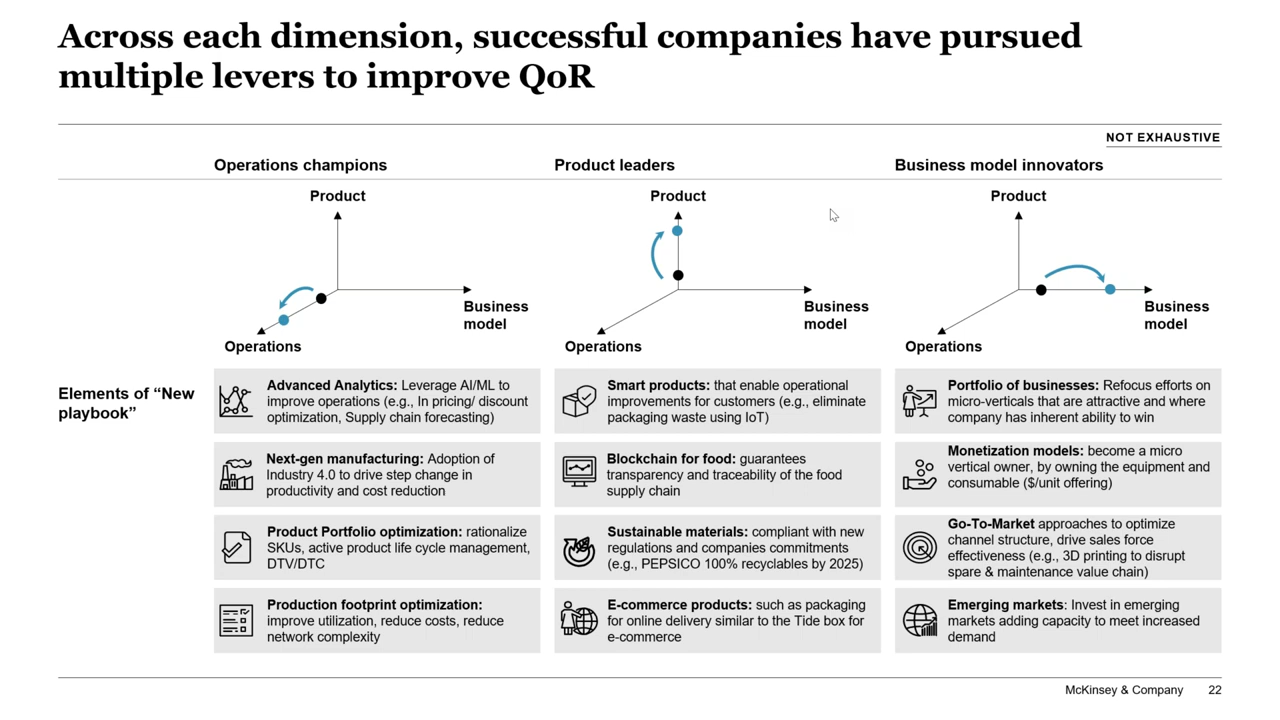 Across each dimension, successful companies have pursued
multiple levers to improve QoR
NOT EXHAUSTIVE
Operations champions
Product leaders
Business model innovators
Product
Business
model
Operations
Product
Business
model
Operations
Product
Business
model
Operations
Elements of “New
playbook”
Advanced Analytics: Leverage AI/ML to
improve operations (e.g., In pricing/ discount
optimization, Supply chain forecasting)
Smart products: that enable operational
improvements for customers (e.g., eliminate
packaging waste using IoT)
Portfolio of businesses: Refocus efforts on
micro-verticals that are attractive and where
company has inherent ability to win
Next-gen manufacturing: Adoption of
Industry 4.0 to drive step change in
productivity and cost reduction
Blockchain for food: guarantees
transparency and traceability of the food
supply chain
Monetization models: become a micro
vertical owner, by owning the equipment and
consumable ($/unit offering)
Product Portfolio optimization: rationalize
SKUs, active product life cycle management,
DTV/DTC
Sustainable materials: compliant with new
regulations and companies commitments
(e.g., PEPSICO 100% recyclables by 2025)
Go-To-Market approaches to optimize
channel structure, drive sales force
effectiveness (e.g., 3D printing to disrupt
spare & maintenance value chain)
Production footprint optimization:
improve utilization, reduce costs, reduce
network complexity
E-commerce products: such as packaging
for online delivery similar to the Tide box for
e-commerce
Emerging markets: Invest in emerging
markets adding capacity to meet increased
demand
McKinsey & Company 22